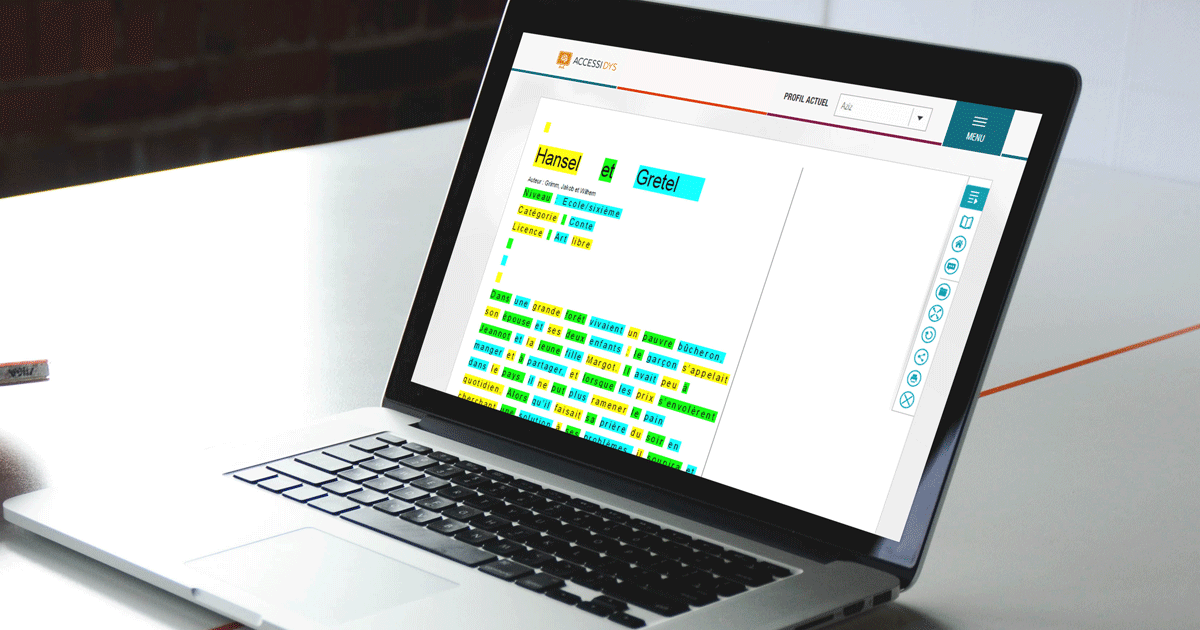 ACCESSIDYS
PROFIL ACTUEL
Aziz
MENU
Hansel et Gretel
Auteur : Grimm, Jakob et Wilhem
Niveau : Ecole/sixième
Catégorie : Conte
Licence : Art libre
Dans une grande forêt vivaient un pauvre bûcheron,
son épouse et ses deux enfants : le garçon s'appelait
Jeannot et la jeune fille Margot. Il avait peu à
manger et à partager, et lorsque les prix s'envolèrent
dans le pays, il ne put plus ramener le pain
quotidien. Alors qu'il faisait sa prière du soir en
cherchant une solution à ses problèmes, il soupira et